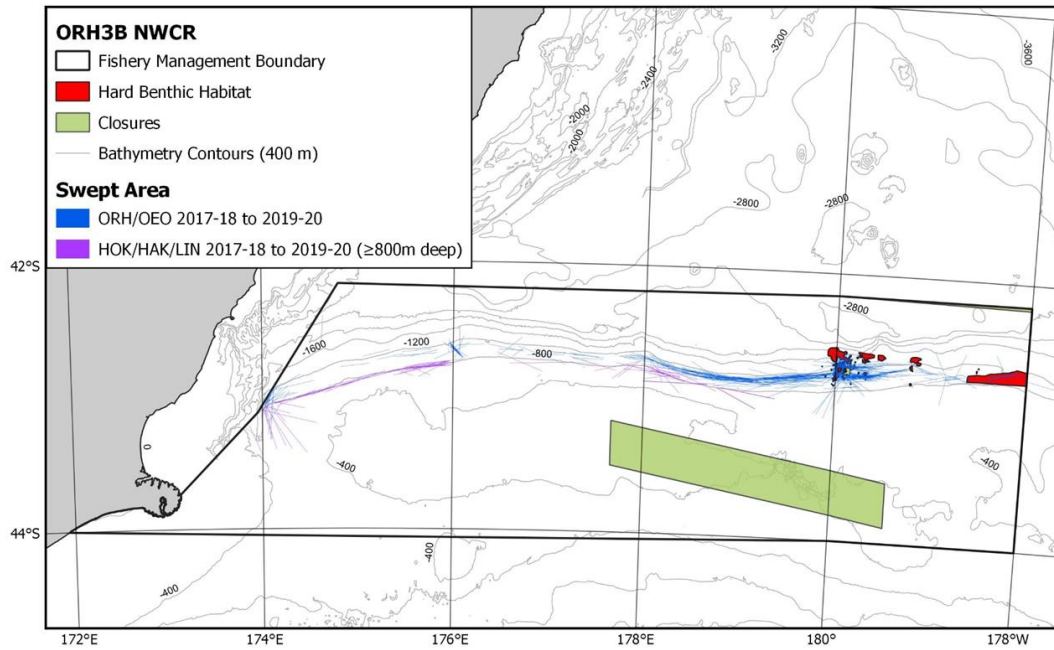 ORH3B NWCR
Fishery Management Boundary
Hard Benthic Habitat
Closures
Bathymetry Contours (400 m)
Swept Area
ORH/OEO 2017-18 to 2019-20
HOK/HAK/LIN 2017-18 to 2019-20 (≥800m deep)
-3200
-3600
-2400
-2000
-2000
-2800
-2800
42°S
-2800
-1600
-1200
-800
0
-400
-400
44°S
-400
-400
172°E
174°E
176°E
178°E
180°
178°W